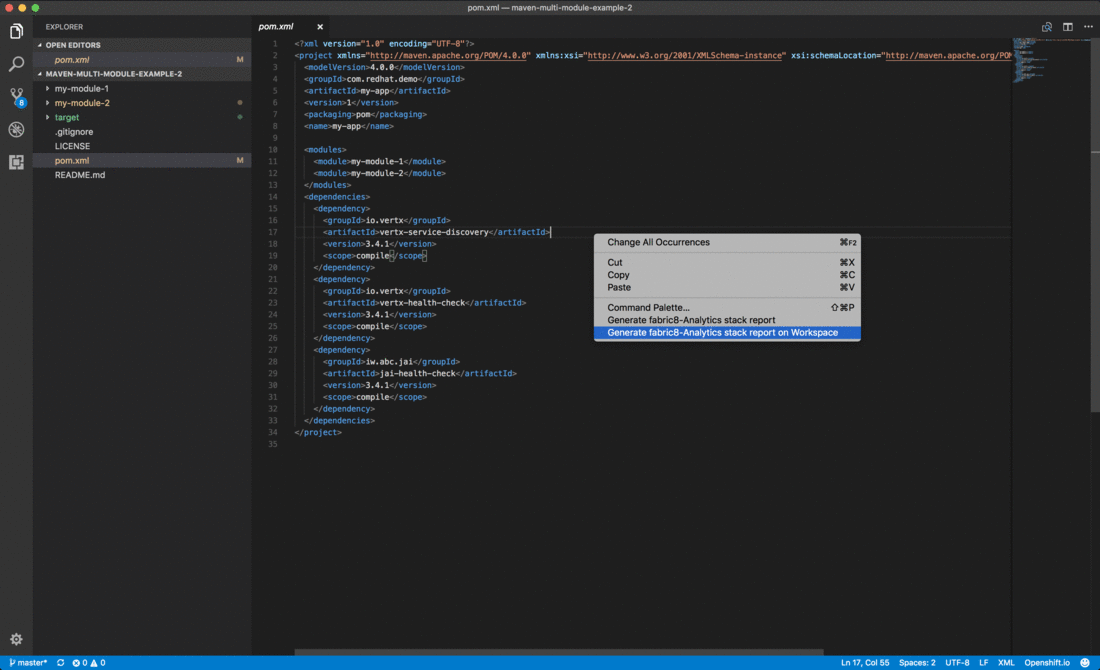 pom.xml — maven-multi-module-example-2
EXPLORER
OPEN EDITORS
pom.xml M
MAVEN-MULTI-MODULE-EXAMPLE-2
my-module-1
my-module-2
target
.gitignore
LICENSE
pom.xml M
README.md
8
pom.xml ×
1 <?xml version="1.0" encoding="UTF-8"?>
2 <project xmlns="http://maven.apache.org/POM/4.0.0" xmlns:xsi="http://www.w3.org/2001/XMLSchema-instance" xsi:schemaLocation="http://maven.apache.org/POM
3 <modelVersion>4.0.0</modelVersion>
4 <groupId>com.redhat.demo</groupId>
5 <artifactId>my-app</artifactId>
6 <version>1</version>
7 <packaging>pom</packaging>
8 <name>my-app</name>
9
10 <modules>
11 <module>my-module-1</module>
12 <module>my-module-2</module>
13 </modules>
14 <dependencies>
15 <dependency>
16 <groupId>io.vertx</groupId>
17 <artifactId>vertx-service-discovery</artifactId>
18 <version>3.4.1</version>
19 <scope>compile</scope>
20 </dependency>
21 <dependency>
22 <groupId>io.vertx</groupId>
23 <artifactId>vertx-health-check</artifactId>
24 <version>3.4.1</version>
25 <scope>compile</scope>
26 </dependency>
27 <dependency>
28 <groupId>iw.abc.jai</groupId>
29 <artifactId>jai-health-check</artifactId>
30 <version>3.4.1</version>
31 <scope>compile</scope>
32 </dependency>
33 </dependencies>
34 </project>
35
Change All Occurrences ⌘F2
Cut ⌘X
Copy ⌘C
Paste ⌘V
Command Palette... ⇧⌘P
Generate fabric8-Analytics stack report
Generate fabric8-Analytics stack report on Workspace
master* 0 0 Ln 17, Col 55 Spaces: 2 UTF-8 LF XML Openshift.io